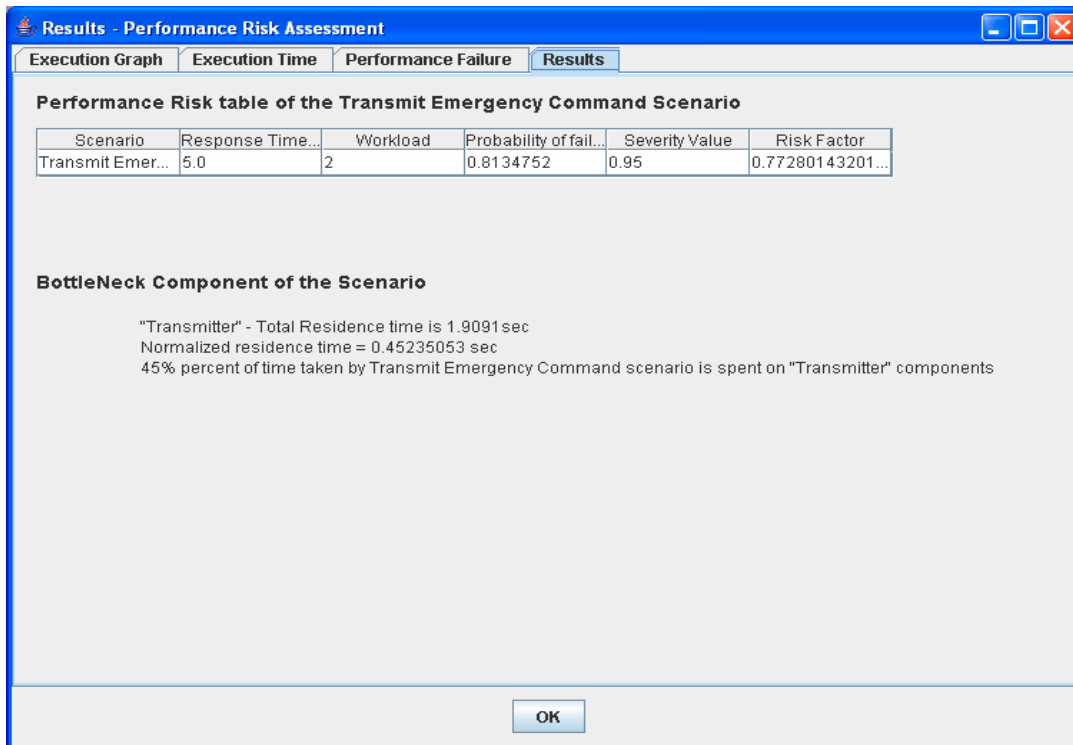 Results - Performance Risk Assessment
Execution Graph Execution Time Performance Failure Results
Performance Risk table of the Transmit Emergency Command Scenario
Scenario Response Time... Workload Probability of fail... Severity Value Risk Factor
Transmit Emer... 5.0 2 0.8134752 0.95 0.77280143201...
BottleNeck Component of the Scenario
"Transmitter" - Total Residence time is 1.9091sec
Normalized residence time = 0.45235053 sec
45% percent of time taken by Transmit Emergency Command scenario is spent on "Transmitter" components
OK